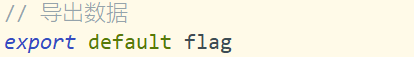 // 导出数据
export default flag